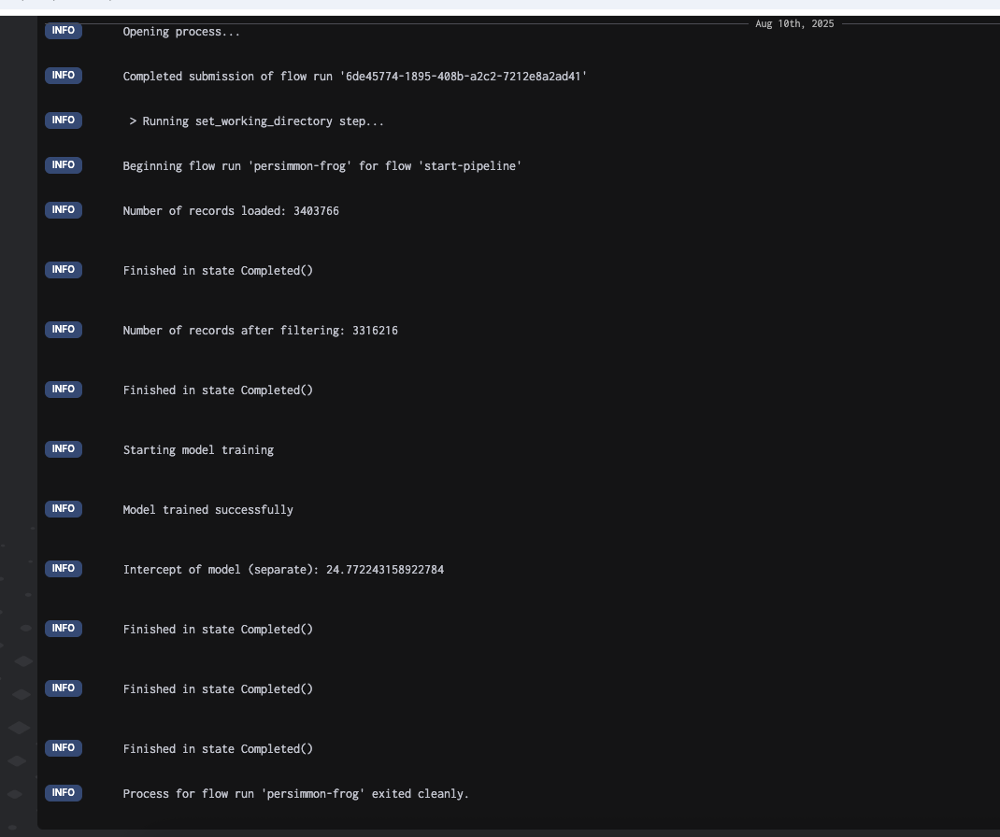 Aug 10th, 2025
INFO Opening process...
INFO Completed submission of flow run '6de45774-1895-408b-a2c2-7212e8a2ad41'
INFO > Running set_working_directory step...
INFO Beginning flow run 'persimmon-frog' for flow 'start-pipeline'
INFO Number of records loaded: 3403766
INFO Finished in state Completed()
INFO Number of records after filtering: 3316216
INFO Finished in state Completed()
INFO Starting model training
INFO Model trained successfully
INFO Intercept of model (separate): 24.772243158922784
INFO Finished in state Completed()
INFO Finished in state Completed()
INFO Finished in state Completed()
INFO Process for flow run 'persimmon-frog' exited cleanly.